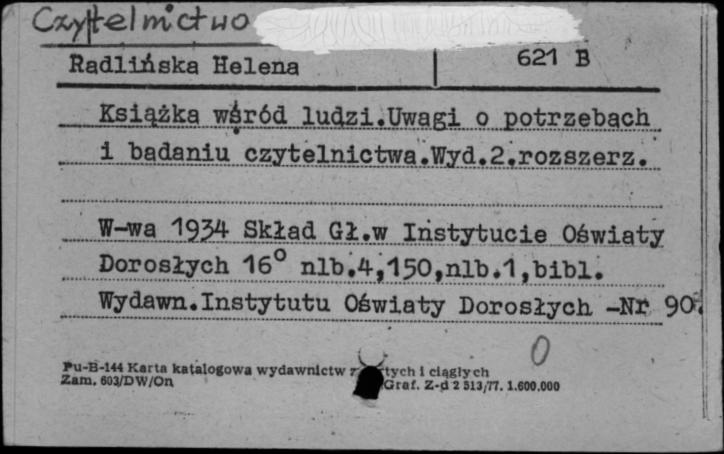 Czytelnictwo
Radlińska Helena 621 B
Książka wśród ludzi.Uwagi o potrzebach
i badaniu czytelnictwa.Wyd.2.rozszerz.
W-wa 1934 Skład Gł.w Instytucie Oświaty
Dorosłych 16° nlb.4,150,nlb.1,bibl.
Wydawn.Instytutu Oświaty Dorosłych -Nr 90.
0
Pu-B-144 Karta katalogowa wydawnictw tych i ciągłych
Zam. 603/DW/On Graf. Z-d 2 513/77. 1.600.000